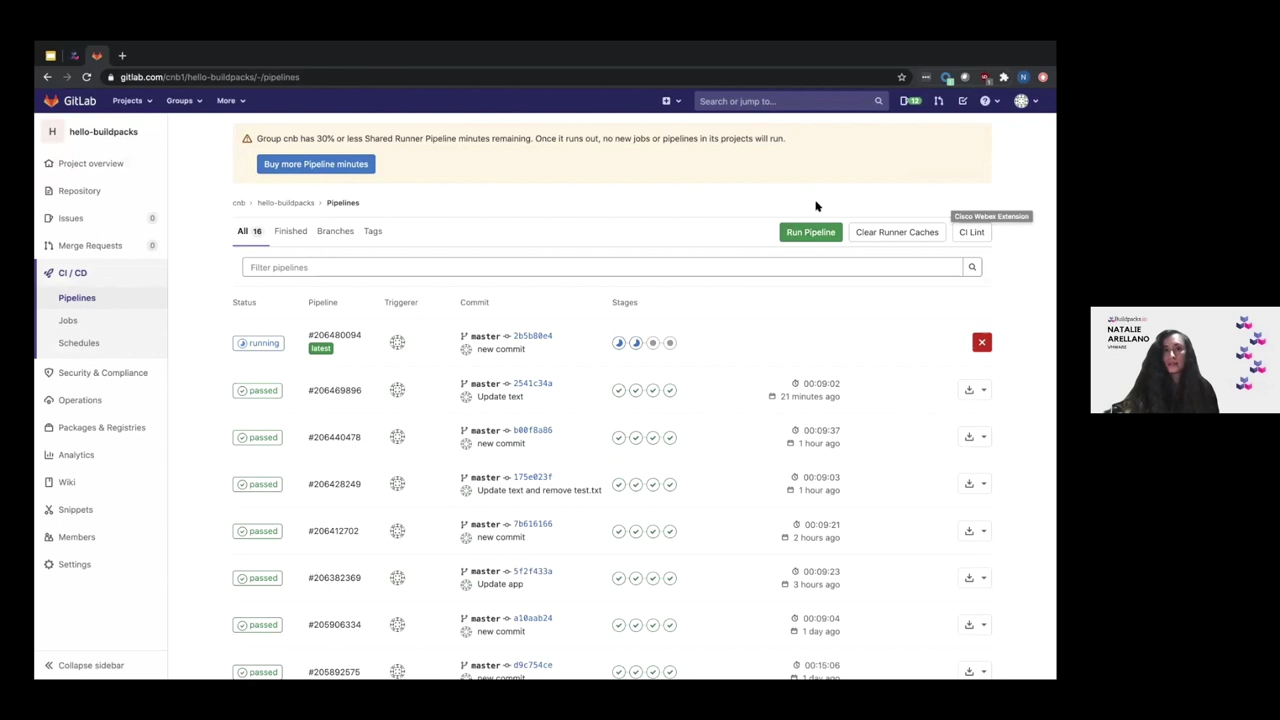 gitlab.com/cnb1/hello-buildpacks/-/pipelines
N
GitLab
Projects
Groups
More
Search or jump to...
12
H
hello-buildpacks
Project overview
Repository
Issues 0
Merge Requests 0
CI / CD
Pipelines
Jobs
Schedules
Security & Compliance
Operations
Packages & Registries
Analytics
Wiki
Snippets
Members
Settings
Collapse sidebar
Group cnb has 30% or less Shared Runner Pipeline minutes remaining. Once it runs out, no new jobs or pipelines in its projects will run.
Buy more Pipeline minutes
cnb › hello-buildpacks › Pipelines
Cisco Webex Extension
All 16 Finished Branches Tags
Run Pipeline Clear Runner Caches CI Lint
Filter pipelines
Status Pipeline Triggerer Commit Stages
running #206480094 master 2b5b80e4
latest new commit
passed #206469896 master 2541c34a 00:09:02
Update text 21 minutes ago
passed #206440478 master b00f8a86 00:09:37
new commit 1 hour ago
passed #206428249 master 175e023f 00:09:03
Update text and remove test.txt 1 hour ago
passed #206412702 master 7b616166 00:09:21
new commit 2 hours ago
passed #206382369 master 5f2f433a 00:09:23
Update app 3 hours ago
passed #205906334 master a10aab24 00:09:04
new commit 1 day ago
passed #205892575 master d9c754ce 00:15:06
new commit 1 day ago
Buildpacks.io
NATALIE
ARELLANO
VMWARE